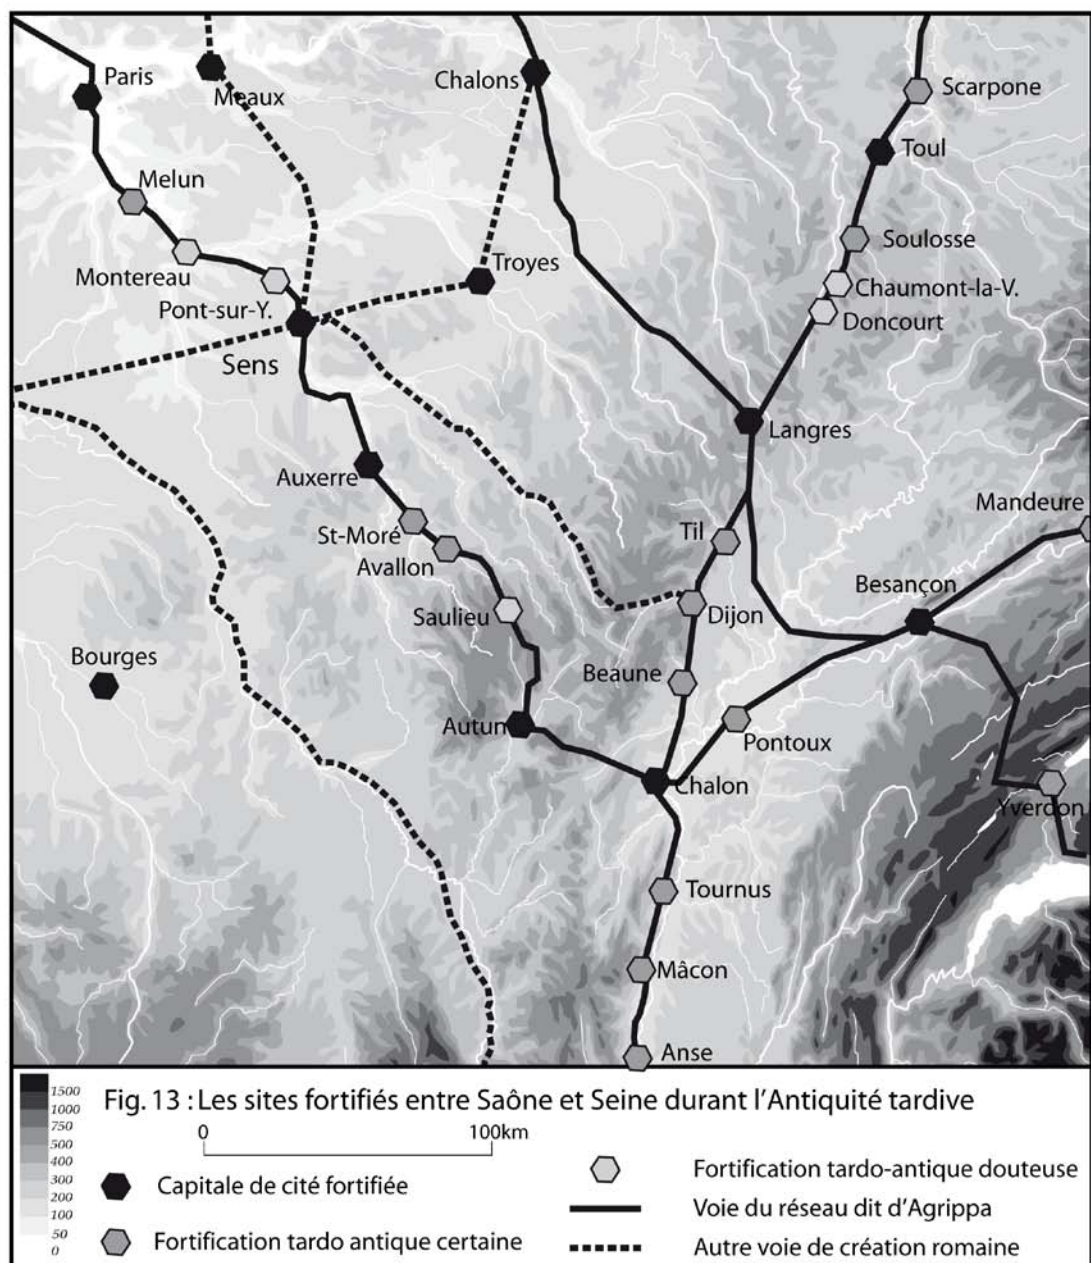 Paris
Meaux
Chalons
Scarpone
Toul
Melun
Soulosse
Montereau
Troyes
Chaumont-la-V.
Pont-sur-Y.
Doncourt
Sens
Langres
Auxerre
Mandeure
St-Moré
Til
Avallon
Besançon
Saulieu
Dijon
Bourges
Beaune
Autun
Pontoux
Chalon
Yverdon
Tournus
Mâcon
Anse
Fig. 13 : Les sites fortifiés entre Saône et Seine durant l'Antiquité tardive
1500
1000
750
500
400
300
200
100
50
0
0 100km
Capitale de cité fortifiée
Fortification tardo antique certaine
Fortification tardo-antique douteuse
Voie du réseau dit d'Agrippa
Autre voie de création romaine